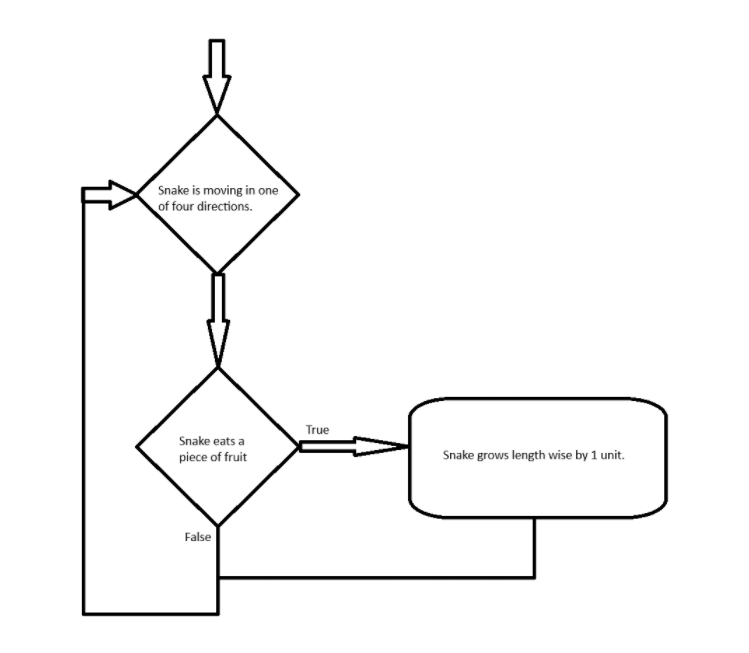 Snake is moving in one
of four directions.
True
Snake eats a
piece of fruit
Snake grows length wise by 1 unit.
False